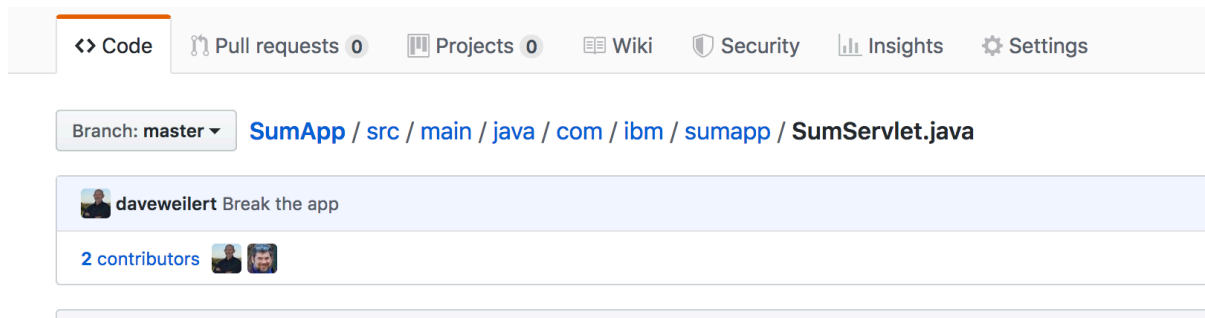 <> Code Pull requests 0 Projects 0 Wiki Security Insights Settings
Branch: master SumApp / src / main / java / com / ibm / sumapp / SumServlet.java
daveweilert Break the app
2 contributors